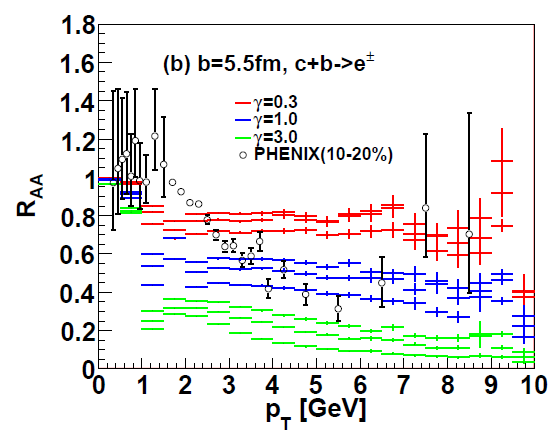 1.8
1.6
1.4
1.2
1
0.8
0.6
0.4
0.2
0
R_AA
(b) b=5.5fm, c+b->e±
γ=0.3
γ=1.0
γ=3.0
PHENIX(10-20%)
0 1 2 3 4 5 6 7 8 9 10
p_T [GeV]